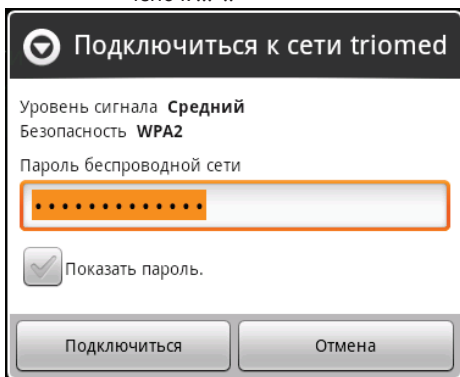 Подключиться к сети triomed
Уровень сигнала Средний
Безопасность WPA2
Пароль беспроводной сети
•••••••••••••
Показать пароль.
Подключиться
Отмена